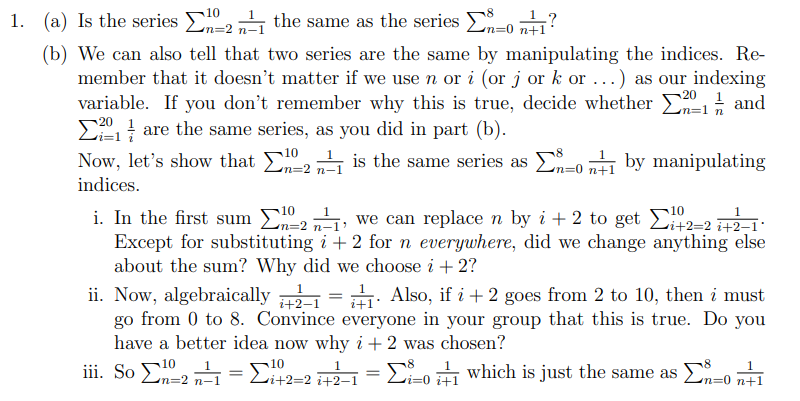 1. (a) Is the series $\sum_{n=2}^{10} \frac{1}{n-1}$ the same as the series $\sum_{n=0}^{8} \frac{1}{n+1}$?
(b) We can also tell that two series are the same by manipulating the indices. Re-
member that it doesn't matter if we use $n$ or $i$ (or $j$ or $k$ or ...) as our indexing
variable. If you don't remember why this is true, decide whether $\sum_{n=1}^{20} \frac{1}{n}$ and
$\sum_{i=1}^{20} \frac{1}{i}$ are the same series, as you did in part (b).
Now, let's show that $\sum_{n=2}^{10} \frac{1}{n-1}$ is the same series as $\sum_{n=0}^{8} \frac{1}{n+1}$ by manipulating
indices.
i. In the first sum $\sum_{n=2}^{10} \frac{1}{n-1}$, we can replace $n$ by $i + 2$ to get $\sum_{i+2=2}^{10} \frac{1}{i+2-1}$.
Except for substituting $i + 2$ for $n$ everywhere, did we change anything else
about the sum? Why did we choose $i + 2$?
ii. Now, algebraically $\frac{1}{i+2-1} = \frac{1}{i+1}$. Also, if $i + 2$ goes from 2 to 10, then $i$ must
go from 0 to 8. Convince everyone in your group that this is true. Do you
have a better idea now why $i + 2$ was chosen?
iii. So $\sum_{n=2}^{10} \frac{1}{n-1} = \sum_{i+2=2}^{10} \frac{1}{i+2-1} = \sum_{i=0}^{8} \frac{1}{i+1}$ which is just the same as $\sum_{n=0}^{8} \frac{1}{n+1}$